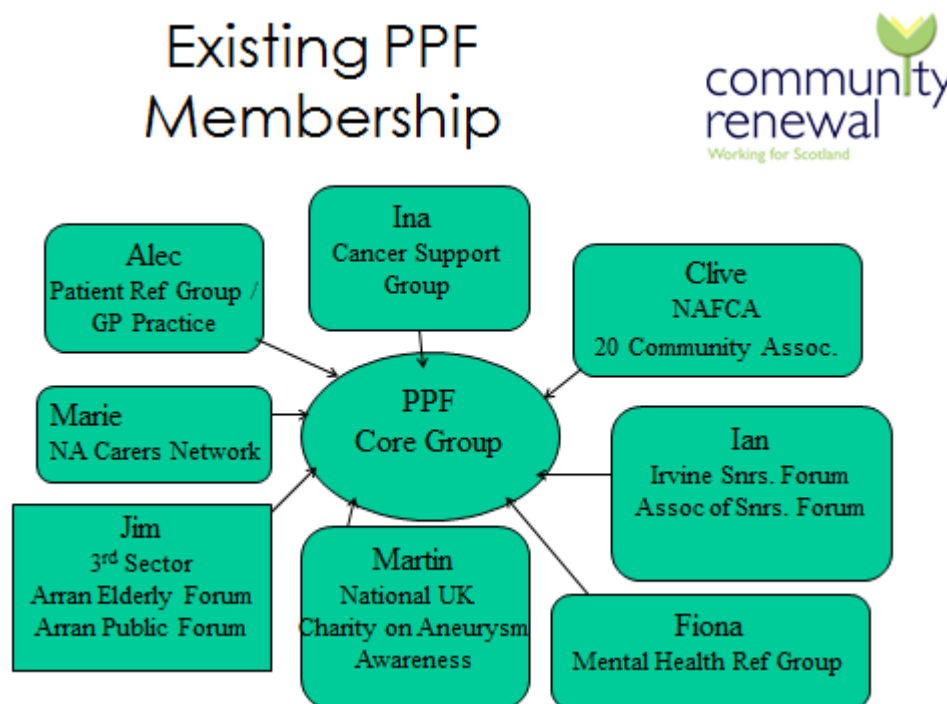 Existing PPF
Membership
community
renewal
Working for Scotland
Ina
Cancer Support
Group
Alec
Patient Ref Group /
GP Practice
Clive
NAFCA
20 Community Assoc.
PPF
Core Group
Marie
NA Carers Network
Ian
Irvine Snrs. Forum
Assoc of Snrs. Forum
Jim
3rd Sector
Arran Elderly Forum
Arran Public Forum
Martin
National UK
Charity on Aneurysm
Awareness
Fiona
Mental Health Ref Group